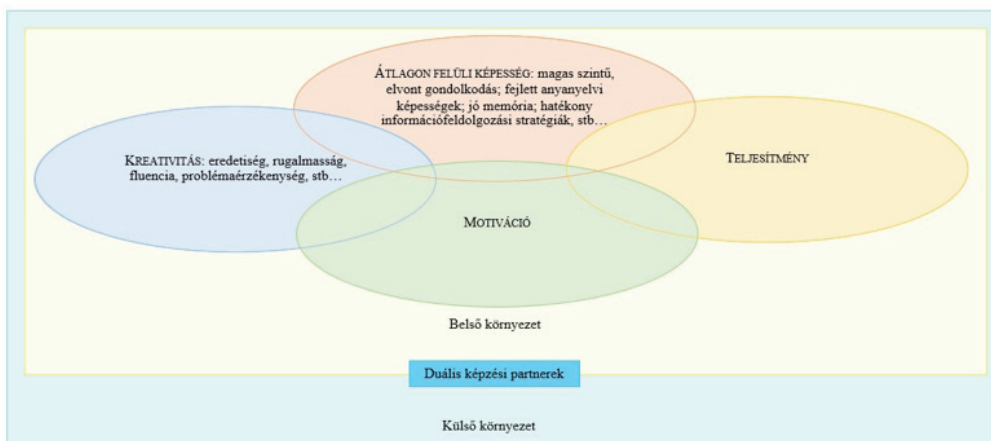 ÁTLAGON FELÜLI KÉPESSÉG: magas szintű,
elvont gondolkodás; fejlett anyanyelvi
képességek; jó memória; hatékony
információfeldolgozási stratégiák, stb…
KREATIVITÁS: eredetiség, rugalmasság,
fluencia, problémaérzékenység, stb…
TELJESÍTMÉNY
MOTIVÁCIÓ
Belső környezet
Duális képzési partnerek
Külső környezet